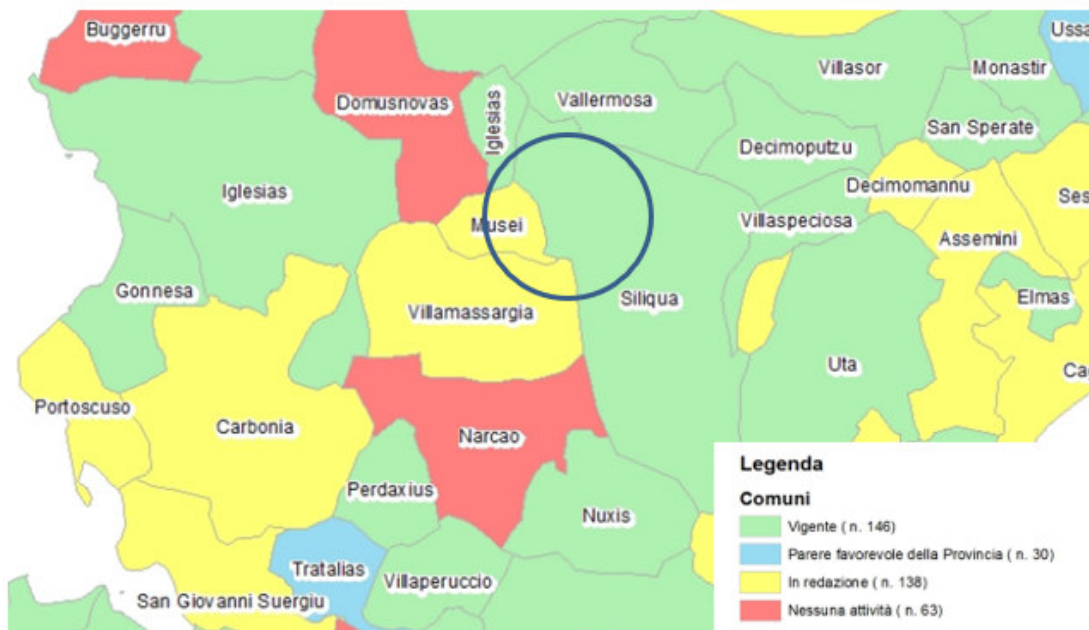 Buggerru
Ussa
Villasor
Monastir
Domusnovas
Iglesias
Vallermosa
San Sperate
Decimoputzu
Iglesias
Decimomannu
Ses
Musei
Villaspeciosa
Assemini
Gonnesa
Siliqua
Elmas
Villamassargia
Uta
Ca
Portoscuso
Carbonia
Narcao
Perdaxius
Nuxis
Tratalias
Villaperuccio
San Giovanni Suergiu
Legenda
Comuni
Vigente ( n. 146)
Parere favorevole della Provincia ( n. 30)
In redazione ( n. 138)
Nessuna attività ( n. 63)